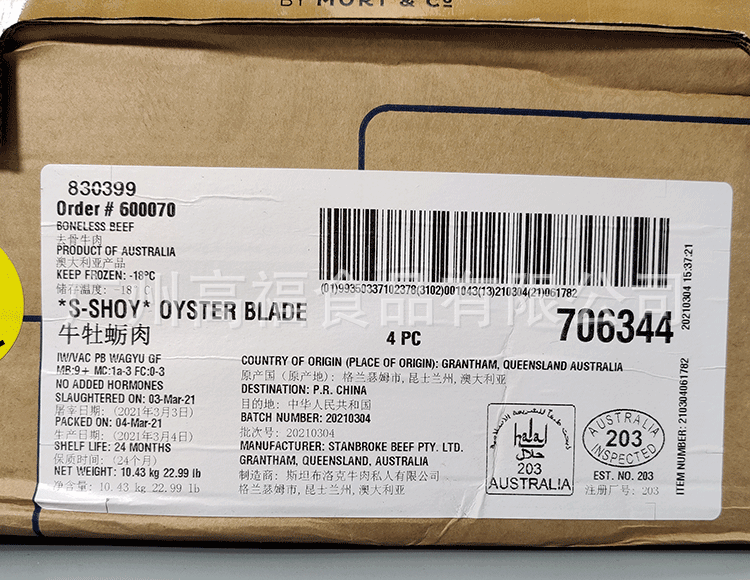 BY MORT & Co
830399
Order # 600070
BONELESS BEEF
去骨牛肉
PRODUCT OF AUSTRALIA
澳大利亚产品
KEEP FROZEN: -18ºC
储存温度: -18℃
*S-SHOY* OYSTER BLADE
牛牡蛎肉
IW/VAC PB WAGYU GF
MB:9+ MC:1a-3 FC:0-3
NO ADDED HORMONES
SLAUGHTERED ON: 03-Mar-21
屠宰日期: (2021年3月3日)
PACKED ON: 04-Mar-21
生产日期: (2021年3月4日)
SHELF LIFE: 24 MONTHS
保质时间: (24个月)
NET WEIGHT: 10.43 kg 22.99 lb
净含量: 10.43 kg 22.99 lb
(01)99350337102378(3102)001043(13)210304(21)061782
4 PC
706344
COUNTRY OF ORIGIN (PLACE OF ORIGIN): GRANTHAM, QUEENSLAND AUSTRALIA
原产国 (原产地): 格兰瑟姆市, 昆士兰州, 澳大利亚
DESTINATION: P.R. CHINA
目的地: 中华人民共和国
BATCH NUMBER: 20210304
批次号: 20210304
MANUFACTURER: STANBROKE BEEF PTY. LTD.
GRANTHAM, QUEENSLAND, AUSTRALIA
制造商: 斯坦布洛克牛肉私人有限公司
格兰瑟姆市, 昆士兰州, 澳大利亚
halal
حلال
203
AUSTRALIA
AUSTRALIA
203
INSPECTED
EST. NO. 203
注册厂号: 203
ITEM NUMBER: 210304061782
20210304 15:37:21
州高福食品有限公司